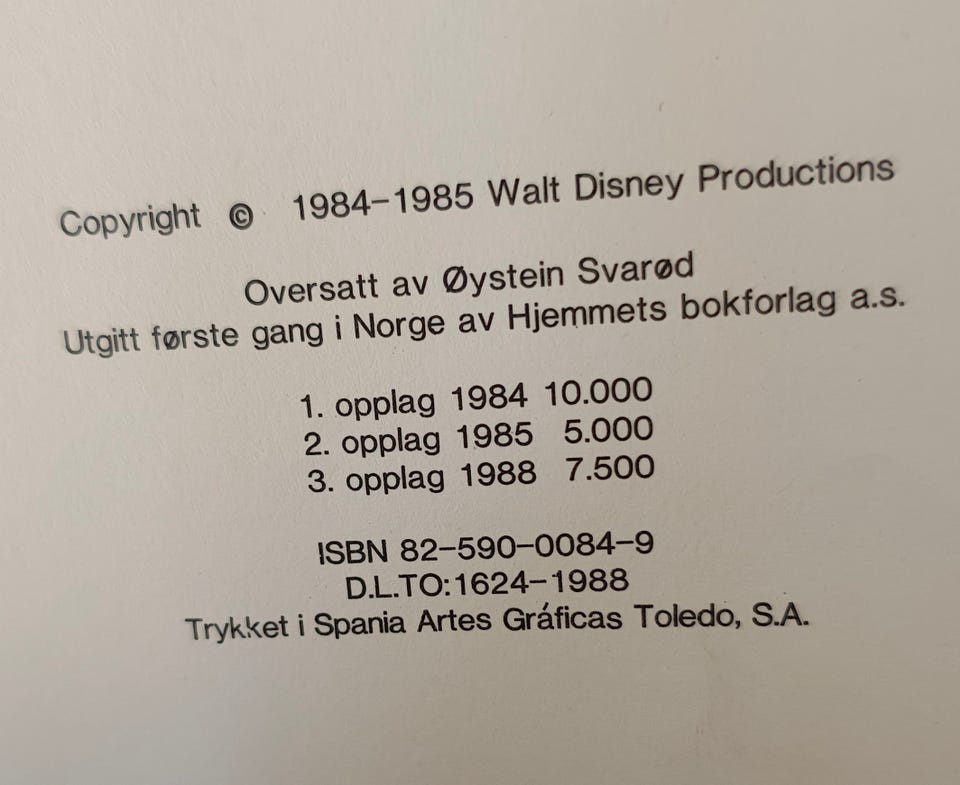 Copyright © 1984-1985 Walt Disney Productions
Oversatt av Øystein Svarød
Utgitt første gang i Norge av Hjemmets bokforlag a.s.
1. opplag 1984 10.000
2. opplag 1985 5.000
3. opplag 1988 7.500
ISBN 82-590-0084-9
D.L.TO:1624-1988
Trykket i Spania Artes Gráficas Toledo, S.A.